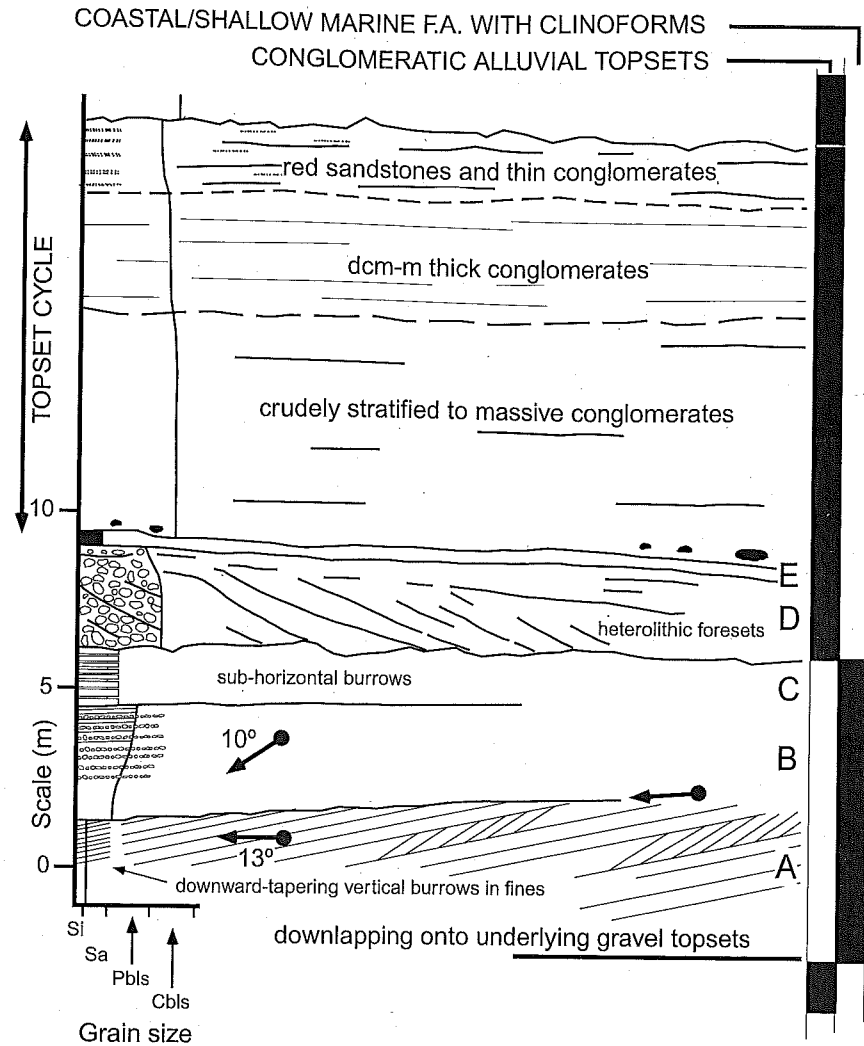 COASTAL/SHALLOW MARINE F.A. WITH CLINOFORMS
CONGLOMERATIC ALLUVIAL TOPSETS
red sandstones and thin conglomerates
dcm-m thick conglomerates
TOPSET CYCLE
crudely stratified to massive conglomerates
10
E
D
heterolithic foresets
sub-horizontal burrows
C
5
10°
B
Scale (m)
13°
A
0
downward-tapering vertical burrows in fines
Si
Sa
Pbls
Cbls
downlapping onto underlying gravel topsets
Grain size